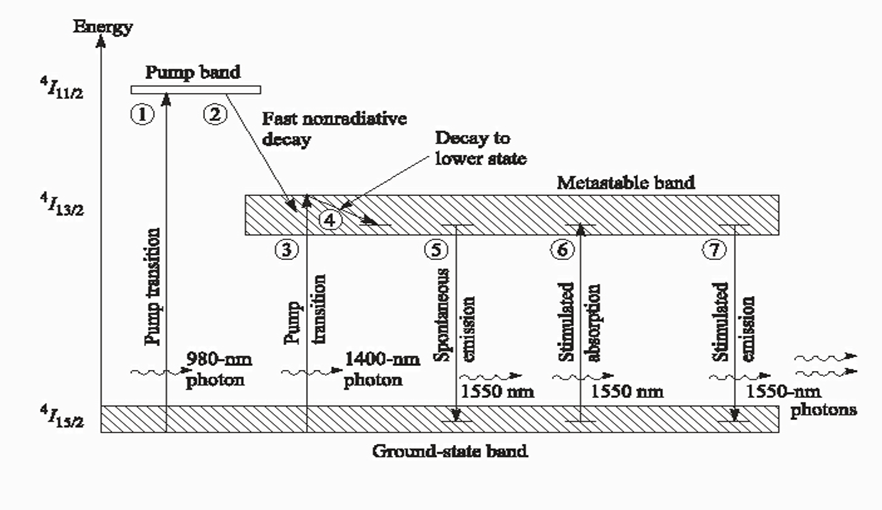 Energy
Pump band
⁴I₁₁/₂
①
②
Fast nonradiative
decay
Decay to
lower state
Metastable band
⁴I₁₃/₂
④
③
⑤
⑥
⑦
Pump transition
Pump
transition
Spontaneous
emission
Stimulated
absorption
Stimulated
emission
980-nm
photon
1400-nm
photon
1550 nm
1550 nm
1550-nm
photons
⁴I₁₅/₂
Ground-state band